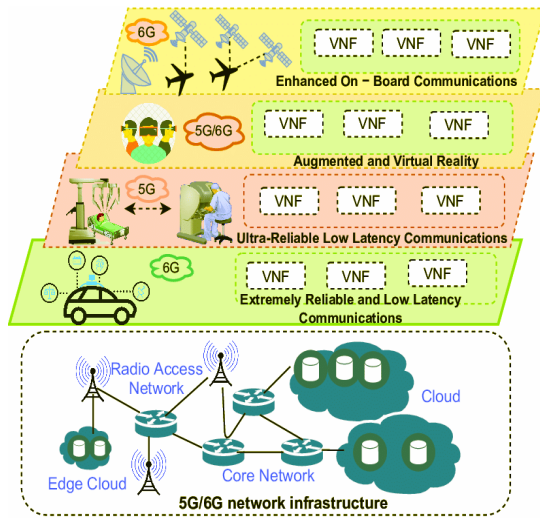 6G
VNF VNF VNF
Enhanced On – Board Communications
5G/6G
VNF VNF VNF
Augmented and Virtual Reality
5G
VNF VNF VNF
Ultra-Reliable Low Latency Communications
6G
VNF VNF VNF
Extremely Reliable and Low Latency
Communications
Radio Access
Network
Cloud
Edge Cloud
Core Network
5G/6G network infrastructure